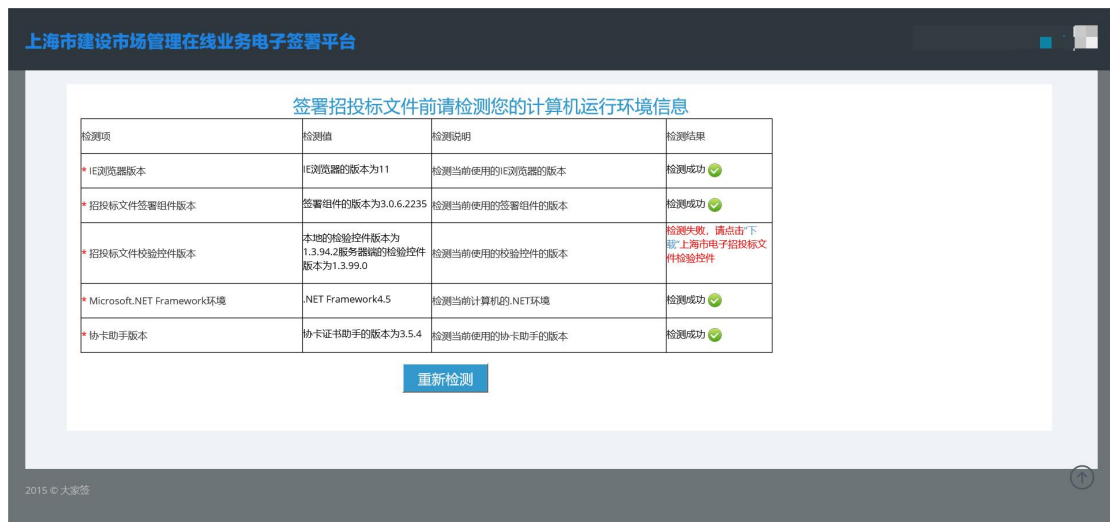 上海市建设市场管理在线业务电子签署平台
签署招投标文件前请检测您的计算机运行环境信息
检测项 检测值 检测说明 检测结果
* IE浏览器版本 IE浏览器的版本为11 检测当前使用的IE浏览器的版本 检测成功
* 招投标文件签署组件版本 签署组件的版本为3.0.6.2235 检测当前使用的签署组件的版本 检测成功
* 招投标文件校验控件版本
本地的检验控件版本为
1.3.94.2服务器端的检验控件
版本为1.3.99.0
检测当前使用的校验控件的版本
检测失败，请点击"下
载"上海市电子招投标文
件检验控件
* Microsoft.NET Framework环境 .NET Framework4.5 检测当前计算机的.NET环境 检测成功
* 协卡助手版本 协卡证书助手的版本为3.5.4 检测当前使用的协卡助手的版本 检测成功
重新检测
2015 © 大家签